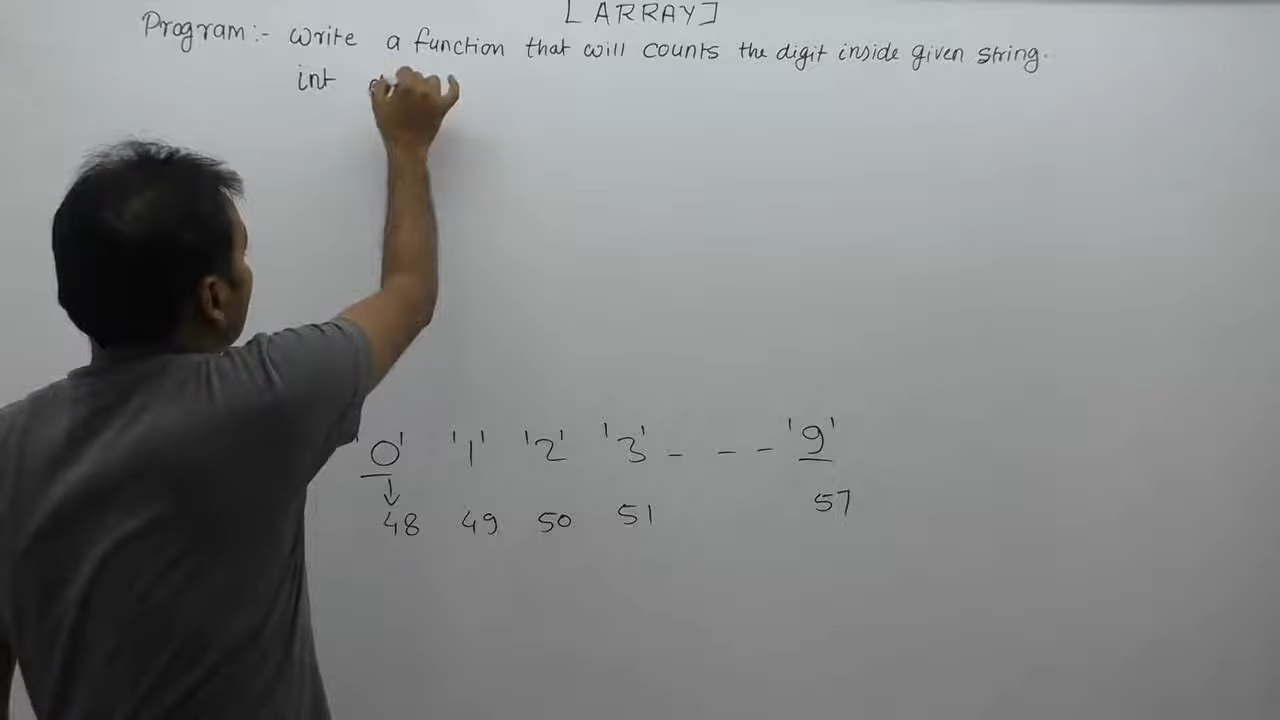 [ARRAY]
Program:- write a function that will counts the digit inside given string.
int
'0' '1' '2' '3' - - - '9'
48 49 50 51 57